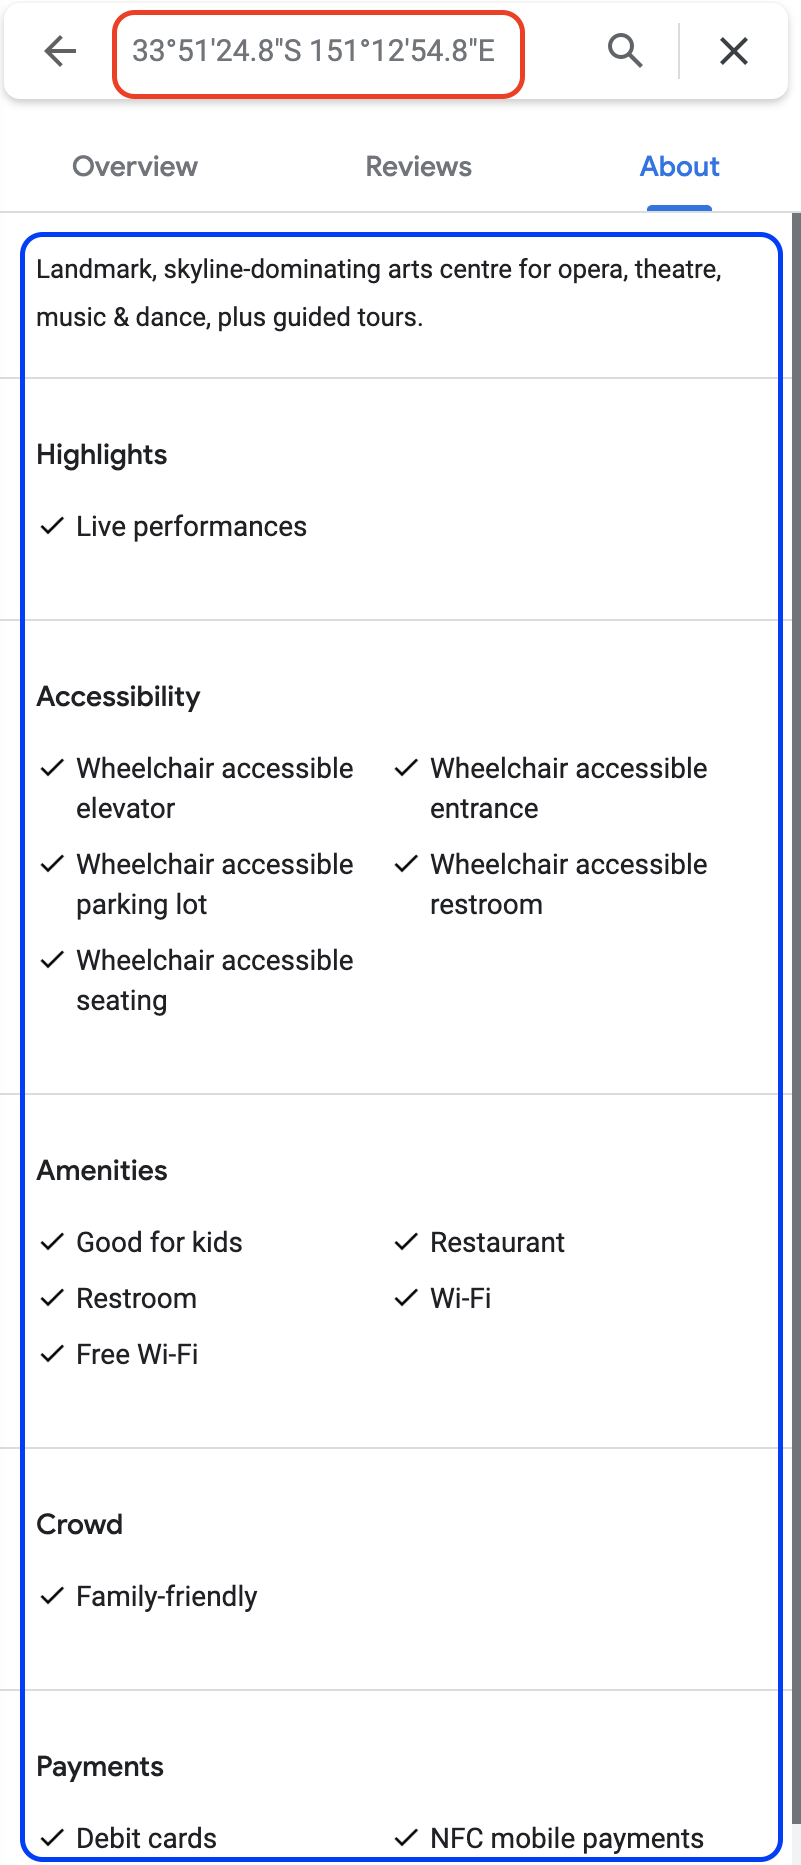 33°51'24.8"S 151°12'54.8"E
Overview Reviews About
Landmark, skyline-dominating arts centre for opera, theatre,
music & dance, plus guided tours.
Highlights
Live performances
Accessibility
Wheelchair accessible elevator
Wheelchair accessible entrance
Wheelchair accessible parking lot
Wheelchair accessible restroom
Wheelchair accessible seating
Amenities
Good for kids
Restaurant
Restroom
Wi-Fi
Free Wi-Fi
Crowd
Family-friendly
Payments
Debit cards
NFC mobile payments